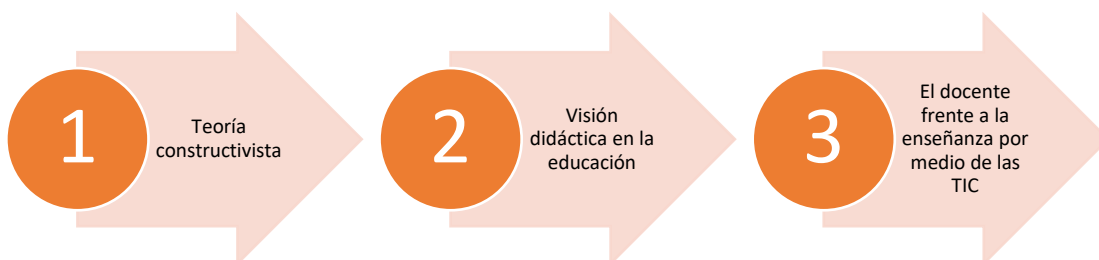 1
Teoría
constructivista
2
Visión
didáctica en la
educación
3
El docente
frente a la
enseñanza por
medio de las
TIC